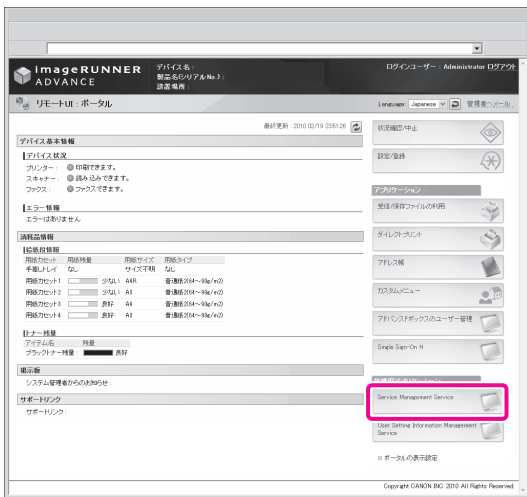 imageRUNNER
ADVANCE
デバイス名 :
製品名(シリアルNo.) :
設置場所 :
ログインユーザー : Administrator ログアウト
リモートUI : ポータル
Language: Japanese
最終更新 : 2010 02/19 23:51:26
デバイス基本情報
デバイス状況
プリンター : 印刷できます。
スキャナー : 読み込みできます。
ファクス : ファクスできます。
エラー情報
エラーはありません
消耗品情報
給紙段情報
用紙カセット 用紙残量 用紙サイズ 用紙タイプ
手差しトレイ なし サイズ不明 なし
用紙カセット1 少ない A4R 普通紙2(64～90g/m2)
用紙カセット2 少ない A3 普通紙2(64～90g/m2)
用紙カセット3 良好 A4 普通紙2(64～90g/m2)
用紙カセット4 良好 A3 普通紙2(64～90g/m2)
トナー残量
アイテム名 残量
ブラックトナー残量 : 良好
掲示板
システム管理者からのお知らせ :
サポートリンク
サポートリンク :
状況確認/中止
設定/登録
アプリケーション
受信/保存ファイルの利用
ダイレクトプリント
アドレス帳
カスタムメニュー
アドバンスドボックスのユーザー管理
Single Sign-On H
Service Management Service
User Setting Information Management
Service
ポータルの表示設定
Copyright CANON INC. 2010 All Rights Reserved.